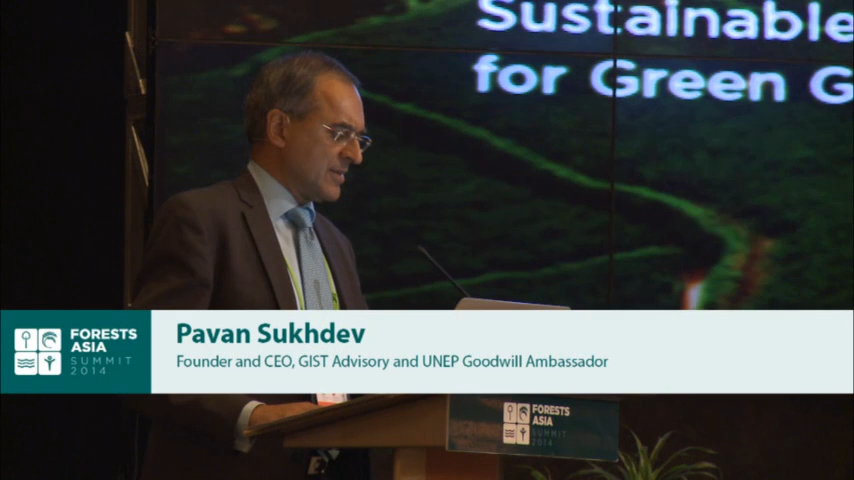 Sustainable
for Green G
FORESTS
ASIA
SUMMIT
2014
Pavan Sukhdev
Founder and CEO, GIST Advisory and UNEP Goodwill Ambassador
FORESTS
ASIA
SUMMIT
2014